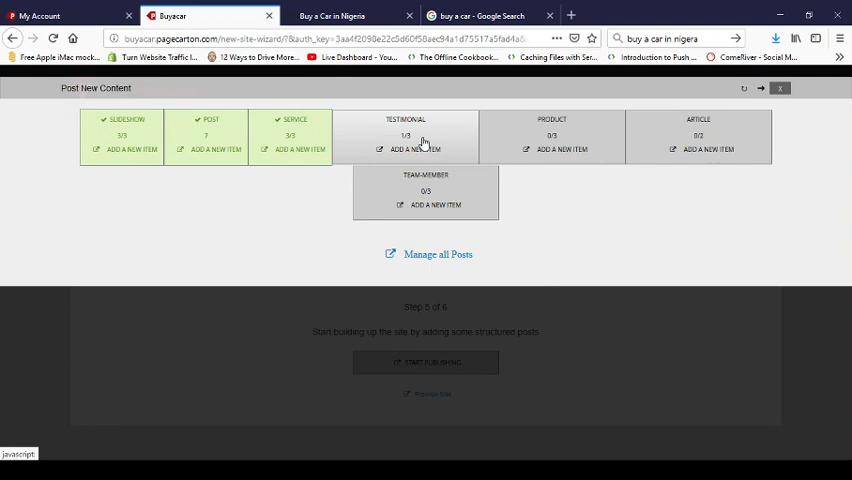 My Account
Buyacar
Buy a Car in Nigeria
buy a car - Google Search
buyacar.pagecarton.com/new-site-wizard/?&auth_key=3aa4f2098e22c5d60f58aec94a1d75517a5fad4a8
buy a car in nigera
Free Apple iMac mock...
Turn Website Traffic I...
12 Ways to Drive More...
Live Dashboard - You...
The Offline Cookbook...
Caching Files with Ser...
Introduction to Push ...
ComeRiver - Social M...
Post New Content
X
SLIDESHOW
3/3
ADD A NEW ITEM
POST
7
ADD A NEW ITEM
SERVICE
3/3
ADD A NEW ITEM
TESTIMONIAL
1/3
ADD A NEW ITEM
PRODUCT
0/3
ADD A NEW ITEM
ARTICLE
0/2
ADD A NEW ITEM
TEAM-MEMBER
0/3
ADD A NEW ITEM
Manage all Posts
Step 5 of 6
Start building up the site by adding some structured posts
START PUBLISHING
Preview Site
javascript: